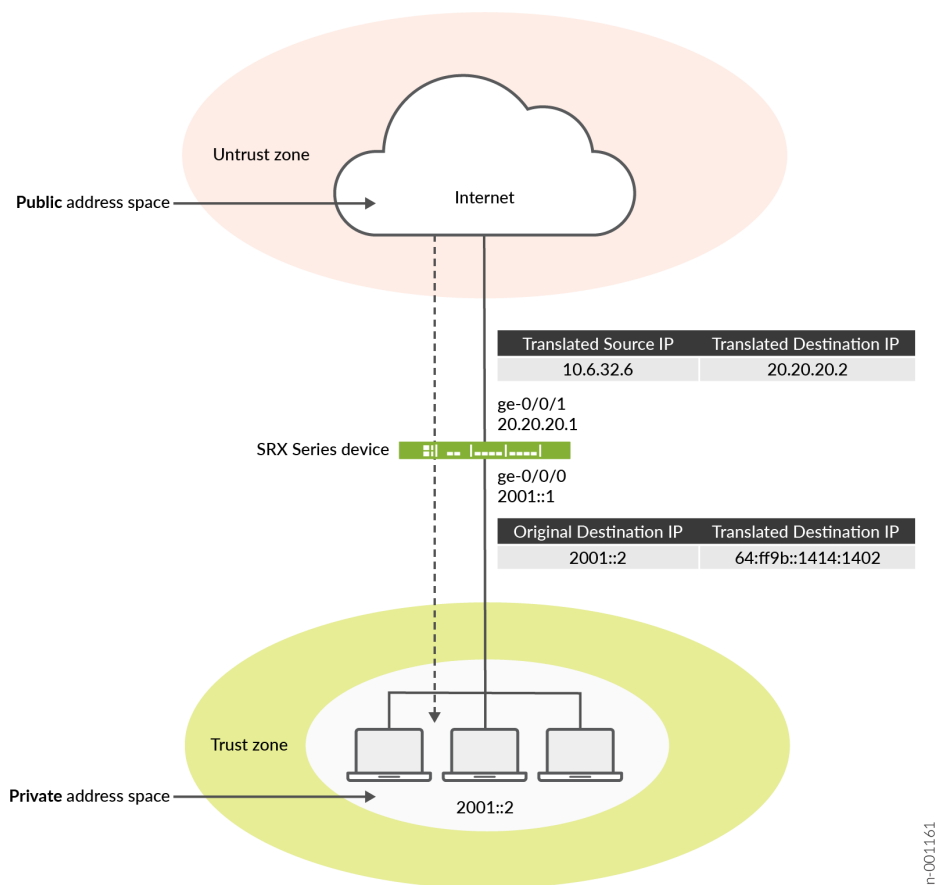 Untrust zone
Public address space
Internet
Translated Source IP Translated Destination IP
10.6.32.6 20.20.20.2
ge-0/0/1
20.20.20.1
SRX Series device
ge-0/0/0
2001::1
Original Destination IP Translated Destination IP
2001::2 64:ff9b::1414:1402
Trust zone
Private address space
2001::2
n-001161